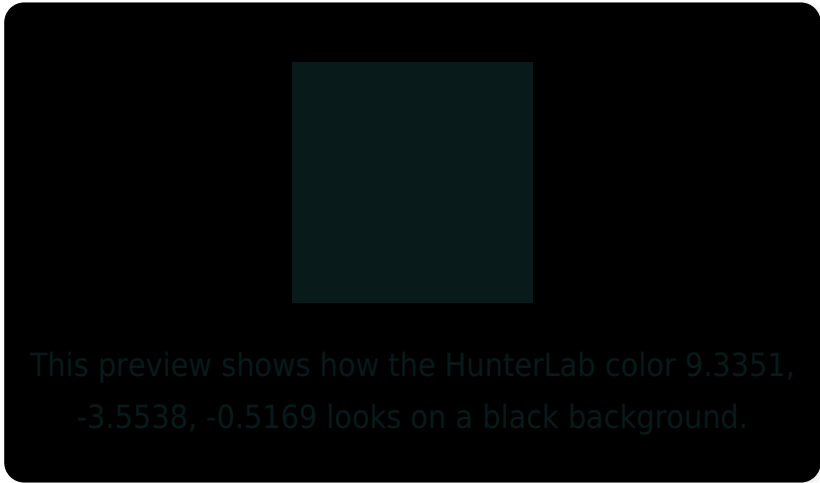 This preview shows how the HunterLab color 9.3351,
-3.5538, -0.5169 looks on a black background.